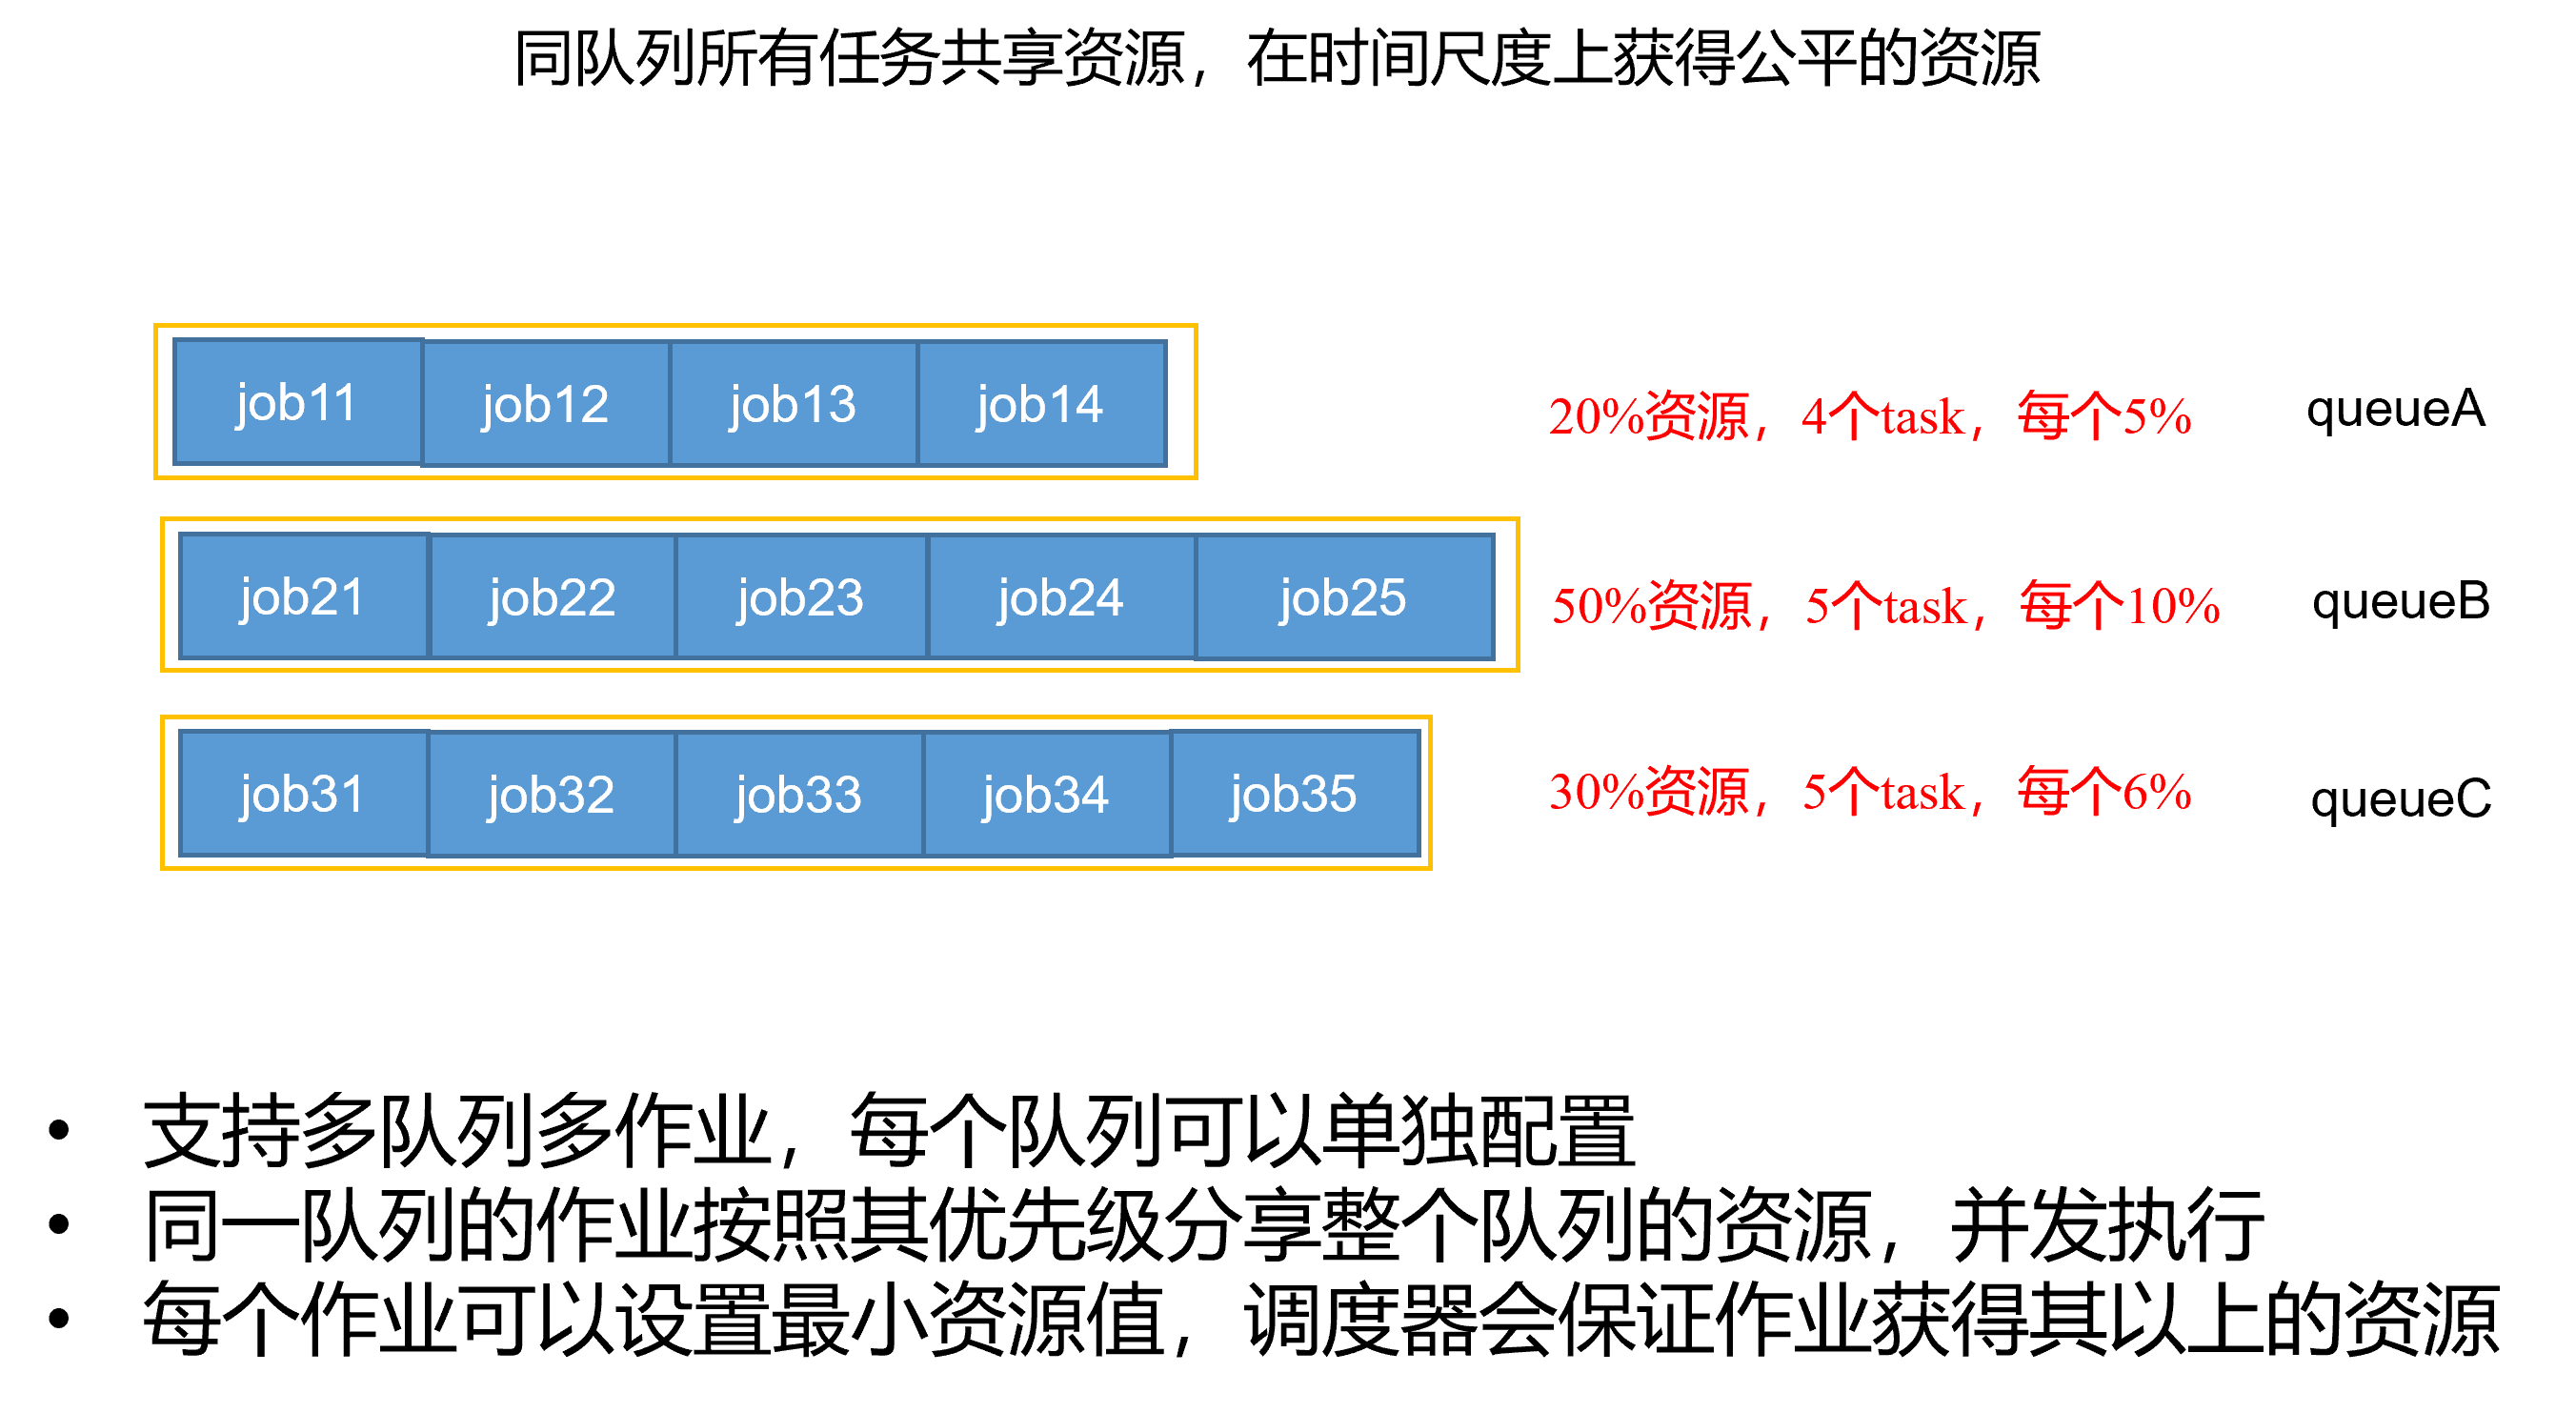 同队列所有任务共享资源，在时间尺度上获得公平的资源
job11 job12 job13 job14 20%资源，4个task，每个5% queueA
job21 job22 job23 job24 job25 50%资源，5个task，每个10% queueB
job31 job32 job33 job34 job35 30%资源，5个task，每个6% queueC
• 支持多队列多作业，每个队列可以单独配置
• 同一队列的作业按照其优先级分享整个队列的资源，并发执行
• 每个作业可以设置最小资源值，调度器会保证作业获得其以上的资源